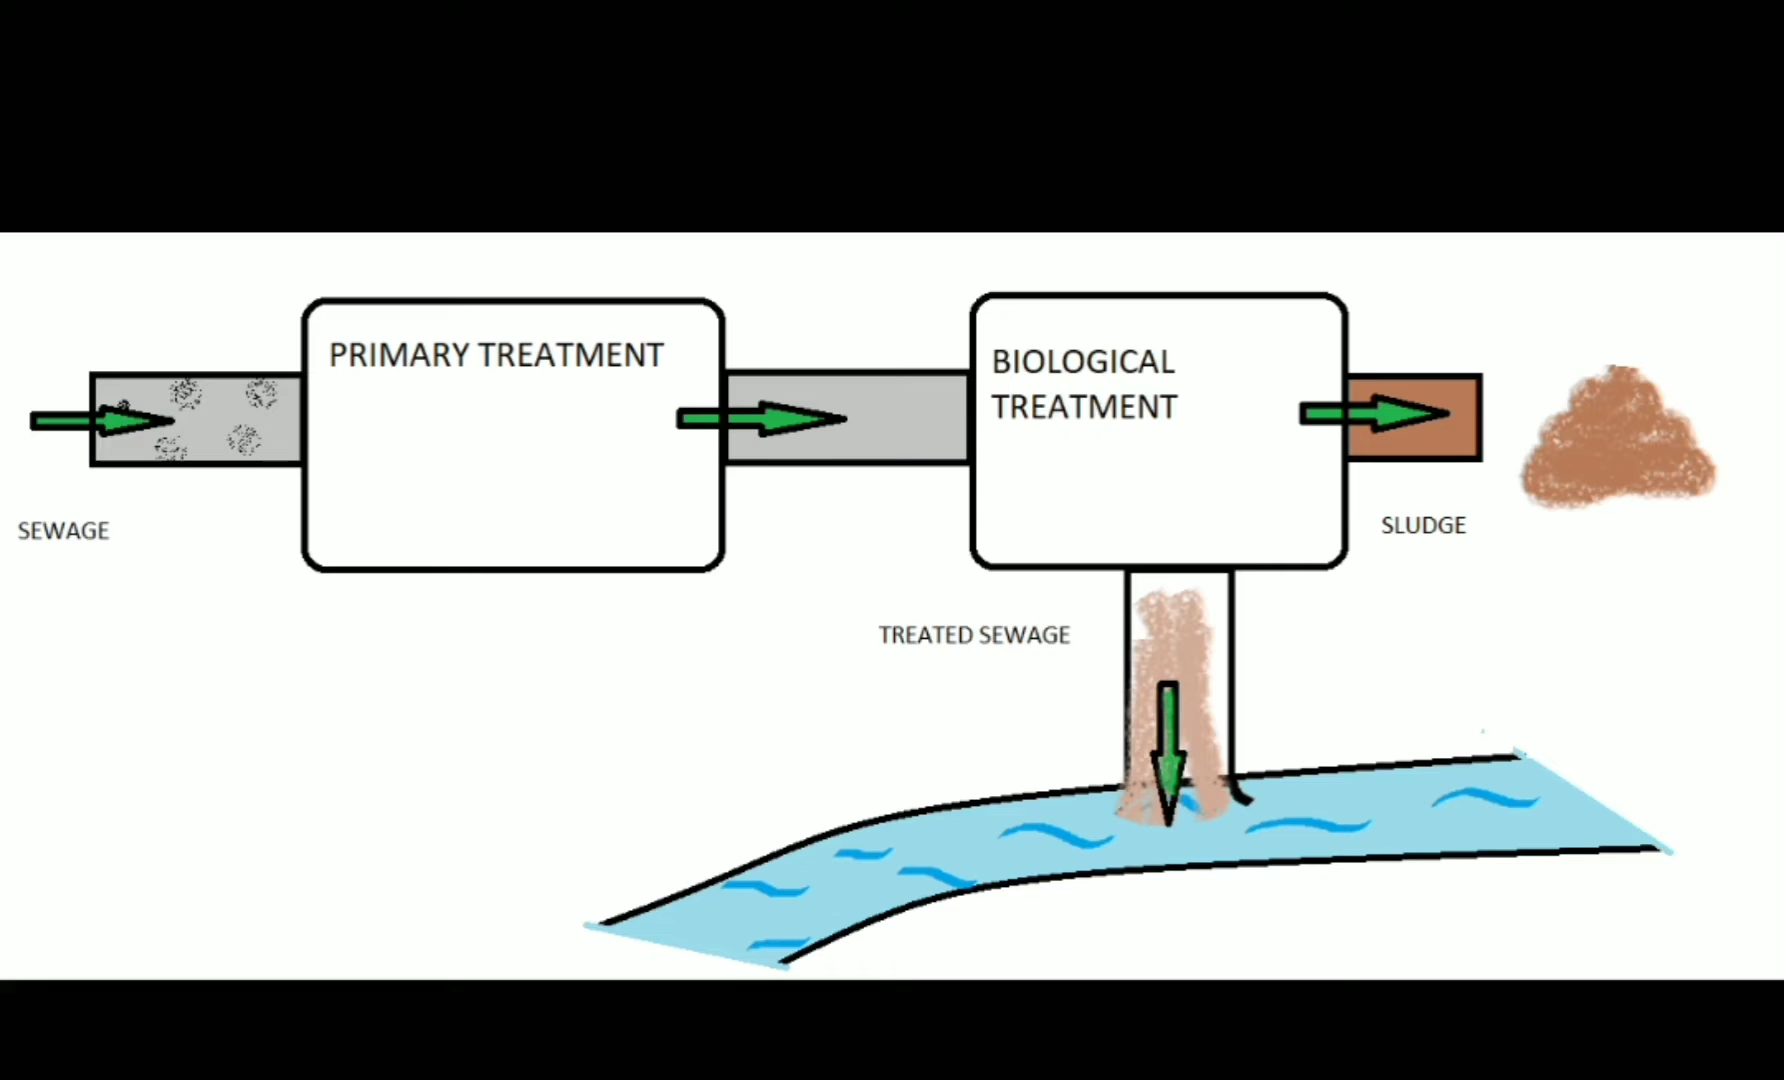 PRIMARY TREATMENT
BIOLOGICAL
TREATMENT
SEWAGE
SLUDGE
TREATED SEWAGE